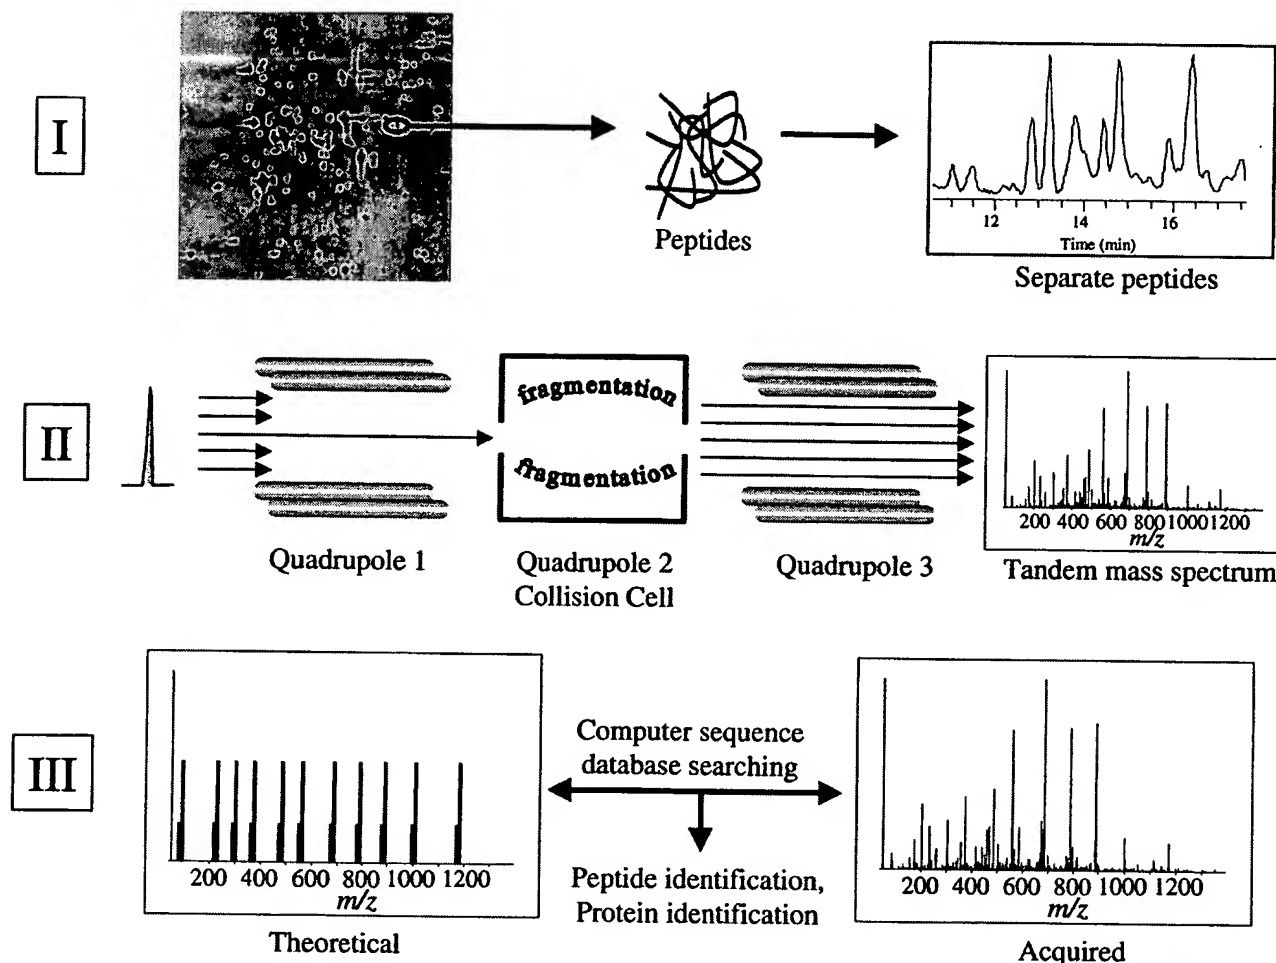 I
Peptides
12 14 16
Time (min)
Separate peptides
II
fragmentation
fragmentation
Quadrupole 1
Quadrupole 2
Collision Cell
Quadrupole 3
200 400 600 800 1000 1200
m/z
Tandem mass spectrum
III
200 400 600 800 1000 1200
m/z
Theoretical
Computer sequence
database searching
Peptide identification,
Protein identification
200 400 600 800 1000 1200
m/z
Acquired